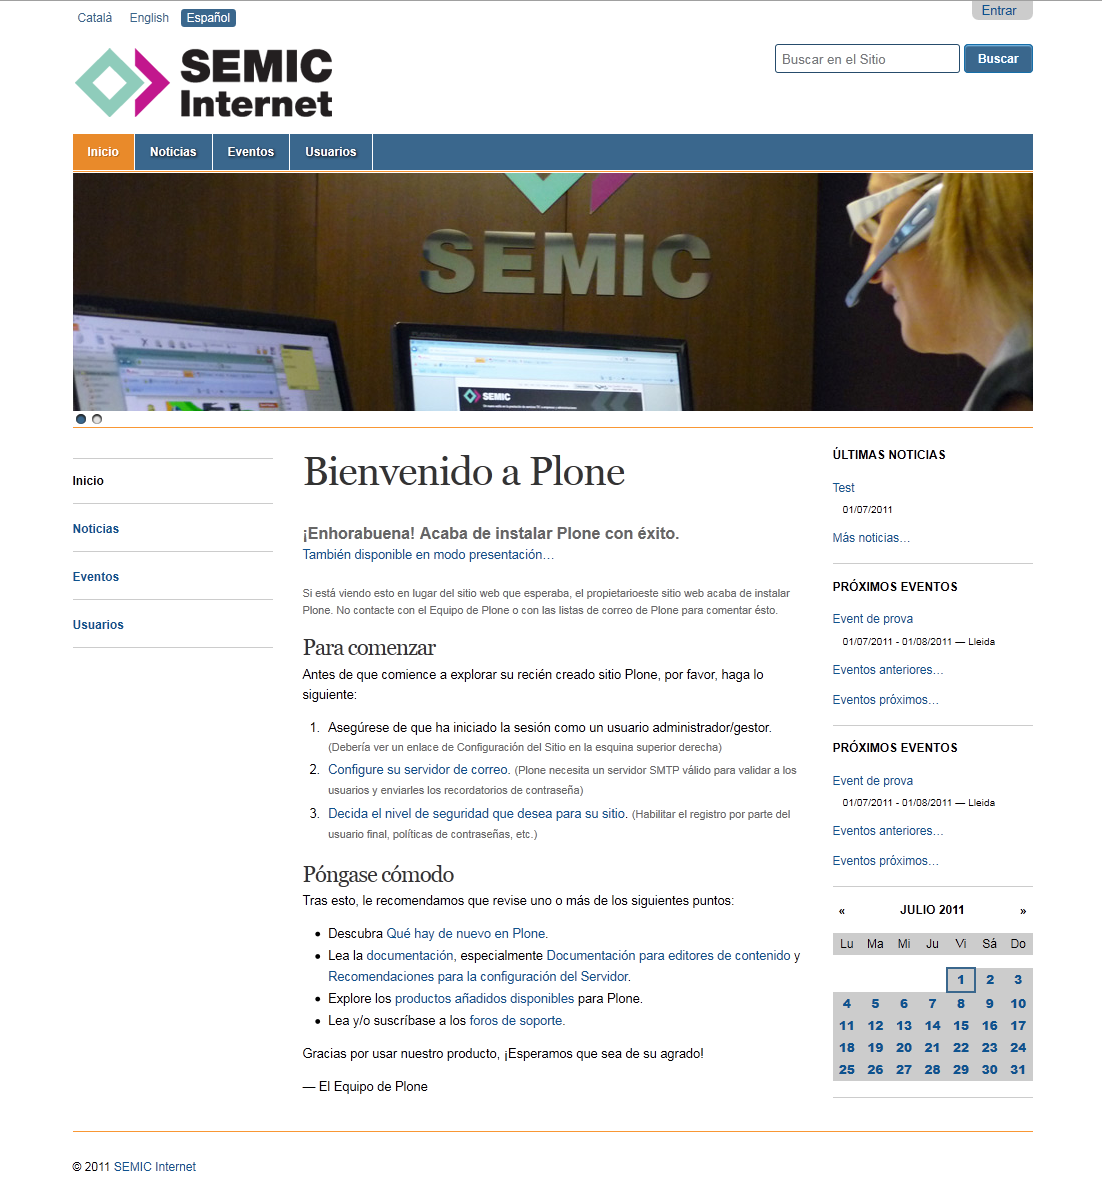 Català English Español
Entrar
SEMIC
Internet
Buscar en el Sitio
Buscar
Inicio Noticias Eventos Usuarios
SEMIC
SEMIC
Inicio
Noticias
Eventos
Usuarios
Bienvenido a Plone
¡Enhorabuena! Acaba de instalar Plone con éxito.
También disponible en modo presentación…
Si está viendo esto en lugar del sitio web que esperaba, el propietarioeste sitio web acaba de instalar
Plone. No contacte con el Equipo de Plone o con las listas de correo de Plone para comentar ésto.
Para comenzar
Antes de que comience a explorar su recién creado sitio Plone, por favor, haga lo
siguiente:
1. Asegúrese de que ha iniciado la sesión como un usuario administrador/gestor.
(Debería ver un enlace de Configuración del Sitio en la esquina superior derecha)
2. Configure su servidor de correo. (Plone necesita un servidor SMTP válido para validar a los
usuarios y enviarles los recordatorios de contraseña)
3. Decida el nivel de seguridad que desea para su sitio. (Habilitar el registro por parte del
usuario final, políticas de contraseñas, etc.)
Póngase cómodo
Tras esto, le recomendamos que revise uno o más de los siguientes puntos:
• Descubra Qué hay de nuevo en Plone.
• Lea la documentación, especialmente Documentación para editores de contenido y
Recomendaciones para la configuración del Servidor.
• Explore los productos añadidos disponibles para Plone.
• Lea y/o suscríbase a los foros de soporte.
Gracias por usar nuestro producto, ¡Esperamos que sea de su agrado!
— El Equipo de Plone
ÚLTIMAS NOTICIAS
Test
01/07/2011
Más noticias…
PRÓXIMOS EVENTOS
Event de prova
01/07/2011 - 01/08/2011 — Lleida
Eventos anteriores…
Eventos próximos…
PRÓXIMOS EVENTOS
Event de prova
01/07/2011 - 01/08/2011 — Lleida
Eventos anteriores…
Eventos próximos…
« JULIO 2011 »
Lu Ma Mi Ju Vi Sá Do
1 2 3
4 5 6 7 8 9 10
11 12 13 14 15 16 17
18 19 20 21 22 23 24
25 26 27 28 29 30 31
© 2011 SEMIC Internet